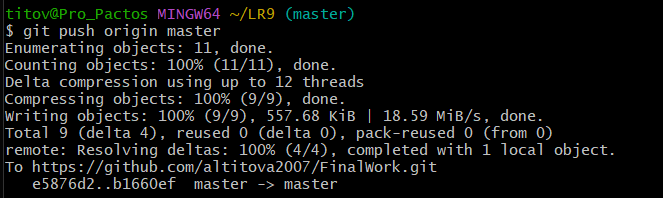 titov@Pro_Pactos MINGW64 ~/LR9 (master)
$ git push origin master
Enumerating objects: 11, done.
Counting objects: 100% (11/11), done.
Delta compression using up to 12 threads
Compressing objects: 100% (9/9), done.
Writing objects: 100% (9/9), 557.68 KiB | 18.59 MiB/s, done.
Total 9 (delta 4), reused 0 (delta 0), pack-reused 0 (from 0)
remote: Resolving deltas: 100% (4/4), completed with 1 local object.
To https://github.com/altitova2007/FinalWork.git
   e5876d2..b1660ef  master -> master